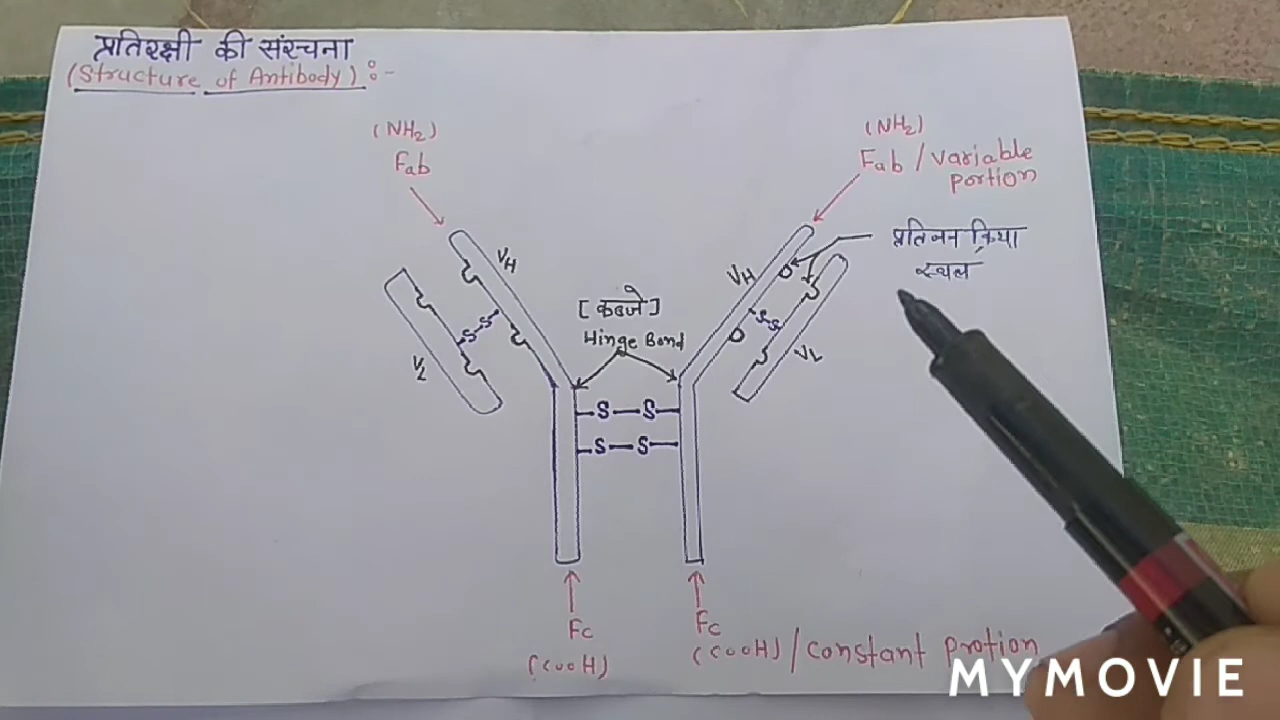 प्रतिरक्षी की संरचना
(Structure of Antibody) :-
(NH2)
Fab
(NH2)
Fab / variable
portion
प्रतिजन क्रिया
स्थल
VH
VH
[कब्जे]
Hinge Bond
S S
S S
VL
VL
S S
S S
Fc
(COOH)
Fc
(COOH) / constant protion
MYMOVIE